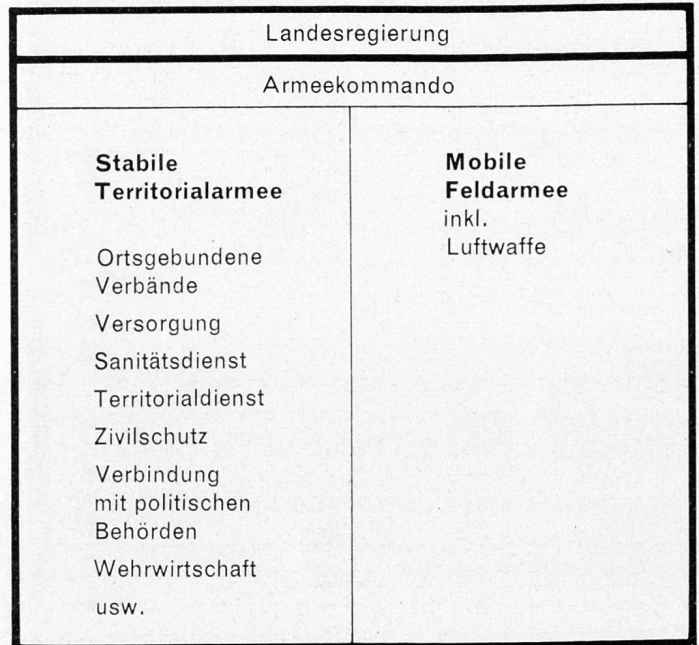 Landesregierung
Armeekommando
Stabile
Territorialarmee
Ortsgebundene
Verbände
Versorgung
Sanitätsdienst
Territorialdienst
Zivilschutz
Verbindung
mit politischen
Behörden
Wehrwirtschaft
usw.
Mobile
Feldarmee
inkl.
Luftwaffe